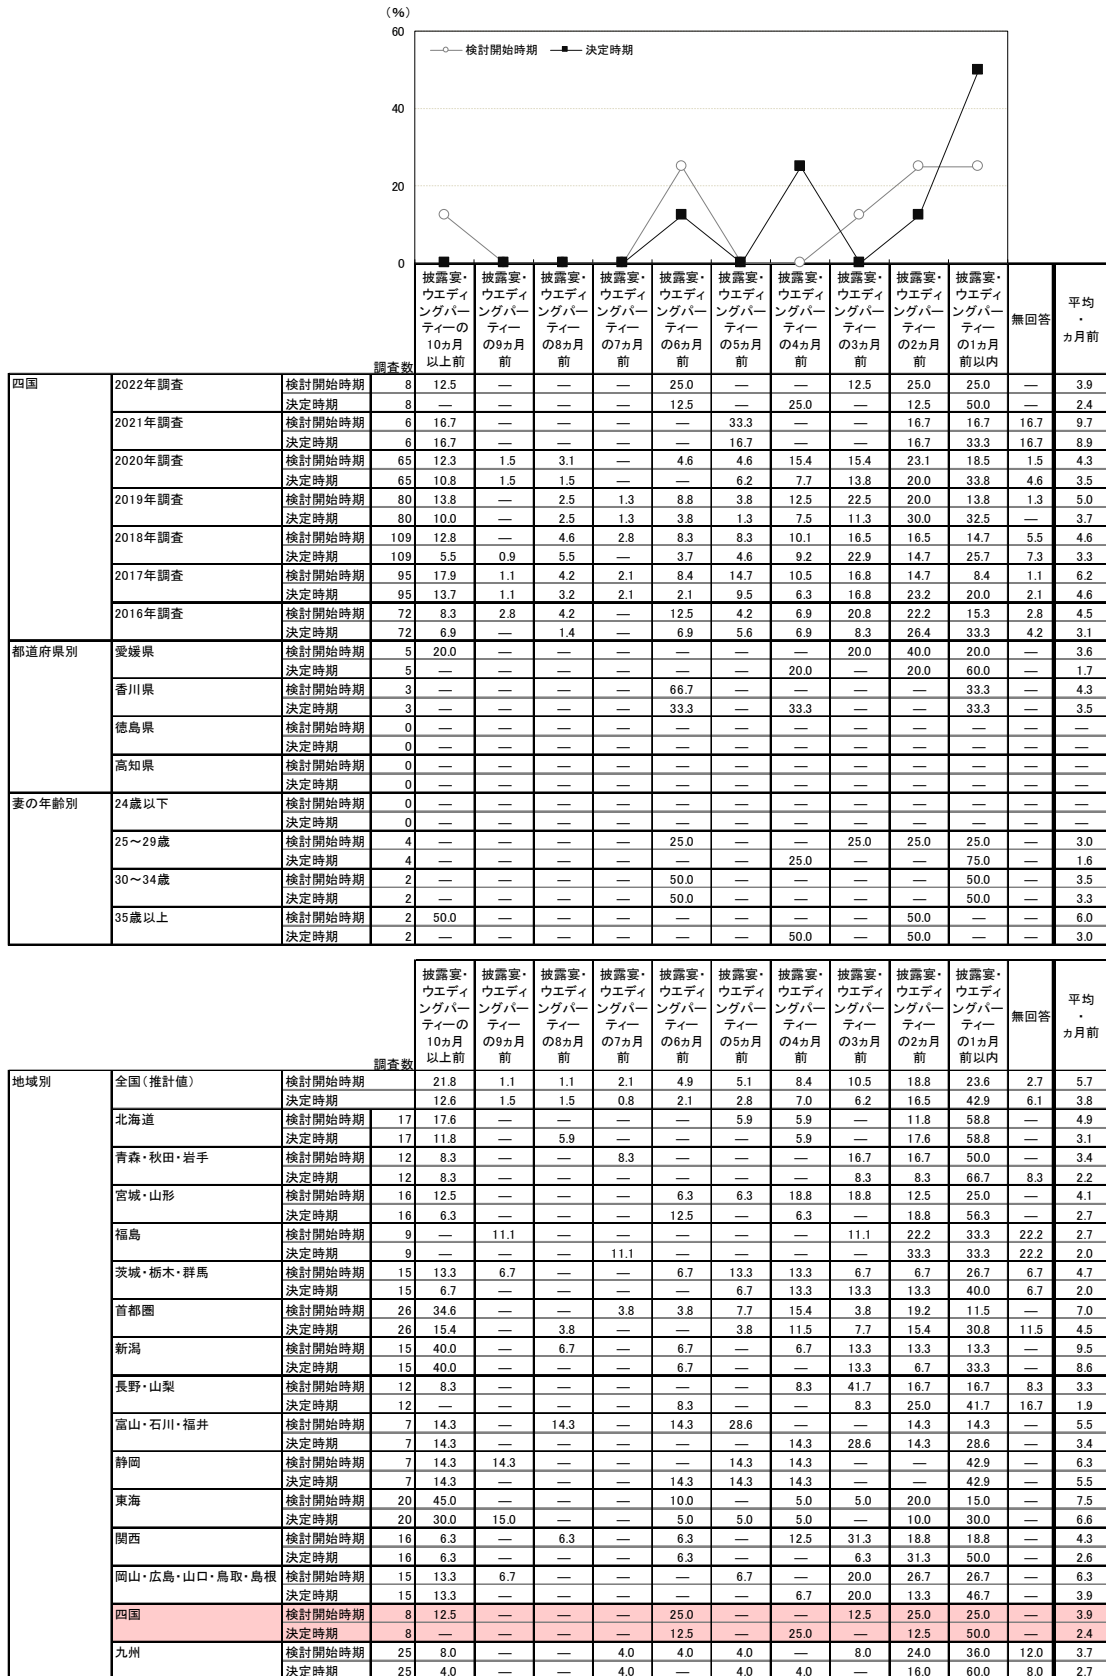 (%)
60
40
20
0
検討開始時期 決定時期
調査数 披露宴・ウエディングパーティーの10ヵ月以上前 披露宴・ウエディングパーティーの9ヵ月前 披露宴・ウエディングパーティーの8ヵ月前 披露宴・ウエディングパーティーの7ヵ月前 披露宴・ウエディングパーティーの6ヵ月前 披露宴・ウエディングパーティーの5ヵ月前 披露宴・ウエディングパーティーの4ヵ月前 披露宴・ウエディングパーティーの3ヵ月前 披露宴・ウエディングパーティーの2ヵ月前 披露宴・ウエディングパーティーの1ヵ月前以内 無回答 平均・ヵ月前
四国 2022年調査 検討開始時期 8 12.5 — — — 25.0 — — 12.5 25.0 25.0 — 3.9
決定時期 8 — — — — 12.5 — 25.0 — 12.5 50.0 — 2.4
2021年調査 検討開始時期 6 16.7 — — — — 33.3 — — 16.7 16.7 16.7 9.7
決定時期 6 16.7 — — — — 16.7 — — 16.7 33.3 16.7 8.9
2020年調査 検討開始時期 65 12.3 1.5 3.1 — 4.6 4.6 15.4 15.4 23.1 18.5 1.5 4.3
決定時期 65 10.8 1.5 1.5 — — 6.2 7.7 13.8 20.0 33.8 4.6 3.5
2019年調査 検討開始時期 80 13.8 — 2.5 1.3 8.8 3.8 12.5 22.5 20.0 13.8 1.3 5.0
決定時期 80 10.0 — 2.5 1.3 3.8 1.3 7.5 11.3 30.0 32.5 — 3.7
2018年調査 検討開始時期 109 12.8 — 4.6 2.8 8.3 8.3 10.1 16.5 16.5 14.7 5.5 4.6
決定時期 109 5.5 0.9 5.5 — 3.7 4.6 9.2 22.9 14.7 25.7 7.3 3.3
2017年調査 検討開始時期 95 17.9 1.1 4.2 2.1 8.4 14.7 10.5 16.8 14.7 8.4 1.1 6.2
決定時期 95 13.7 1.1 3.2 2.1 2.1 9.5 6.3 16.8 23.2 20.0 2.1 4.6
2016年調査 検討開始時期 72 8.3 2.8 4.2 — 12.5 4.2 6.9 20.8 22.2 15.3 2.8 4.5
決定時期 72 6.9 — 1.4 — 6.9 5.6 6.9 8.3 26.4 33.3 4.2 3.1
都道府県別 愛媛県 検討開始時期 5 20.0 — — — — — — 20.0 40.0 20.0 — 3.6
決定時期 5 — — — — — — 20.0 — 20.0 60.0 — 1.7
香川県 検討開始時期 3 — — — — 66.7 — — — — 33.3 — 4.3
決定時期 3 — — — — 33.3 — 33.3 — — 33.3 — 3.5
徳島県 検討開始時期 0 — — — — — — — — — — — —
決定時期 0 — — — — — — — — — — — —
高知県 検討開始時期 0 — — — — — — — — — — — —
決定時期 0 — — — — — — — — — — — —
妻の年齢別 24歳以下 検討開始時期 0 — — — — — — — — — — — —
決定時期 0 — — — — — — — — — — — —
25～29歳 検討開始時期 4 — — — — 25.0 — — 25.0 25.0 25.0 — 3.0
決定時期 4 — — — — — — 25.0 — — 75.0 — 1.6
30～34歳 検討開始時期 2 — — — — 50.0 — — — — 50.0 — 3.5
決定時期 2 — — — — 50.0 — — — — 50.0 — 3.3
35歳以上 検討開始時期 2 50.0 — — — — — — — 50.0 — — 6.0
決定時期 2 — — — — — — 50.0 — 50.0 — — 3.0
調査数 披露宴・ウエディングパーティーの10ヵ月以上前 披露宴・ウエディングパーティーの9ヵ月前 披露宴・ウエディングパーティーの8ヵ月前 披露宴・ウエディングパーティーの7ヵ月前 披露宴・ウエディングパーティーの6ヵ月前 披露宴・ウエディングパーティーの5ヵ月前 披露宴・ウエディングパーティーの4ヵ月前 披露宴・ウエディングパーティーの3ヵ月前 披露宴・ウエディングパーティーの2ヵ月前 披露宴・ウエディングパーティーの1ヵ月前以内 無回答 平均・ヵ月前
地域別 全国(推計値) 検討開始時期 21.8 1.1 1.1 2.1 4.9 5.1 8.4 10.5 18.8 23.6 2.7 5.7
決定時期 12.6 1.5 1.5 0.8 2.1 2.8 7.0 6.2 16.5 42.9 6.1 3.8
北海道 検討開始時期 17 17.6 — — — — 5.9 5.9 — 11.8 58.8 — 4.9
決定時期 17 11.8 — 5.9 — — — 5.9 — 17.6 58.8 — 3.1
青森・秋田・岩手 検討開始時期 12 8.3 — — 8.3 — — — 16.7 16.7 50.0 — 3.4
決定時期 12 8.3 — — — — — — 8.3 8.3 66.7 8.3 2.2
宮城・山形 検討開始時期 16 12.5 — — — 6.3 6.3 18.8 18.8 12.5 25.0 — 4.1
決定時期 16 6.3 — — — 12.5 — 6.3 — 18.8 56.3 — 2.7
福島 検討開始時期 9 — 11.1 — — — — — 11.1 22.2 33.3 22.2 2.7
決定時期 9 — — — 11.1 — — — — 33.3 33.3 22.2 2.0
茨城・栃木・群馬 検討開始時期 15 13.3 6.7 — — 6.7 13.3 13.3 6.7 6.7 26.7 6.7 4.7
決定時期 15 6.7 — — — — 6.7 13.3 13.3 13.3 40.0 6.7 2.0
首都圏 検討開始時期 26 34.6 — — 3.8 3.8 7.7 15.4 3.8 19.2 11.5 — 7.0
決定時期 26 15.4 — 3.8 — — 3.8 11.5 7.7 15.4 30.8 11.5 4.5
新潟 検討開始時期 15 40.0 — 6.7 — 6.7 — 6.7 13.3 13.3 13.3 — 9.5
決定時期 15 40.0 — — — 6.7 — — 13.3 6.7 33.3 — 8.6
長野・山梨 検討開始時期 12 8.3 — — — — — 8.3 41.7 16.7 16.7 8.3 3.3
決定時期 12 — — — — 8.3 — — 8.3 25.0 41.7 16.7 1.9
富山・石川・福井 検討開始時期 7 14.3 — 14.3 — 14.3 28.6 — — 14.3 14.3 — 5.5
決定時期 7 14.3 — — — — — 14.3 28.6 14.3 28.6 — 3.4
静岡 検討開始時期 7 14.3 14.3 — — — 14.3 14.3 — — 42.9 — 6.3
決定時期 7 14.3 — — — 14.3 14.3 14.3 — — 42.9 — 5.5
東海 検討開始時期 20 45.0 — — — 10.0 — 5.0 5.0 20.0 15.0 — 7.5
決定時期 20 30.0 15.0 — — 5.0 5.0 5.0 — 10.0 30.0 — 6.6
関西 検討開始時期 16 6.3 — 6.3 — 6.3 — 12.5 31.3 18.8 18.8 — 4.3
決定時期 16 6.3 — — — 6.3 — — 6.3 31.3 50.0 — 2.6
岡山・広島・山口・鳥取・島根 検討開始時期 15 13.3 6.7 — — — 6.7 — 20.0 26.7 26.7 — 6.3
決定時期 15 13.3 — — — — — 6.7 20.0 13.3 46.7 — 3.9
四国 検討開始時期 8 12.5 — — — 25.0 — — 12.5 25.0 25.0 — 3.9
決定時期 8 — — — — 12.5 — 25.0 — 12.5 50.0 — 2.4
九州 検討開始時期 25 8.0 — — 4.0 4.0 4.0 — 8.0 24.0 36.0 12.0 3.7
決定時期 25 4.0 — — 4.0 — 4.0 4.0 — 16.0 60.0 8.0 2.7